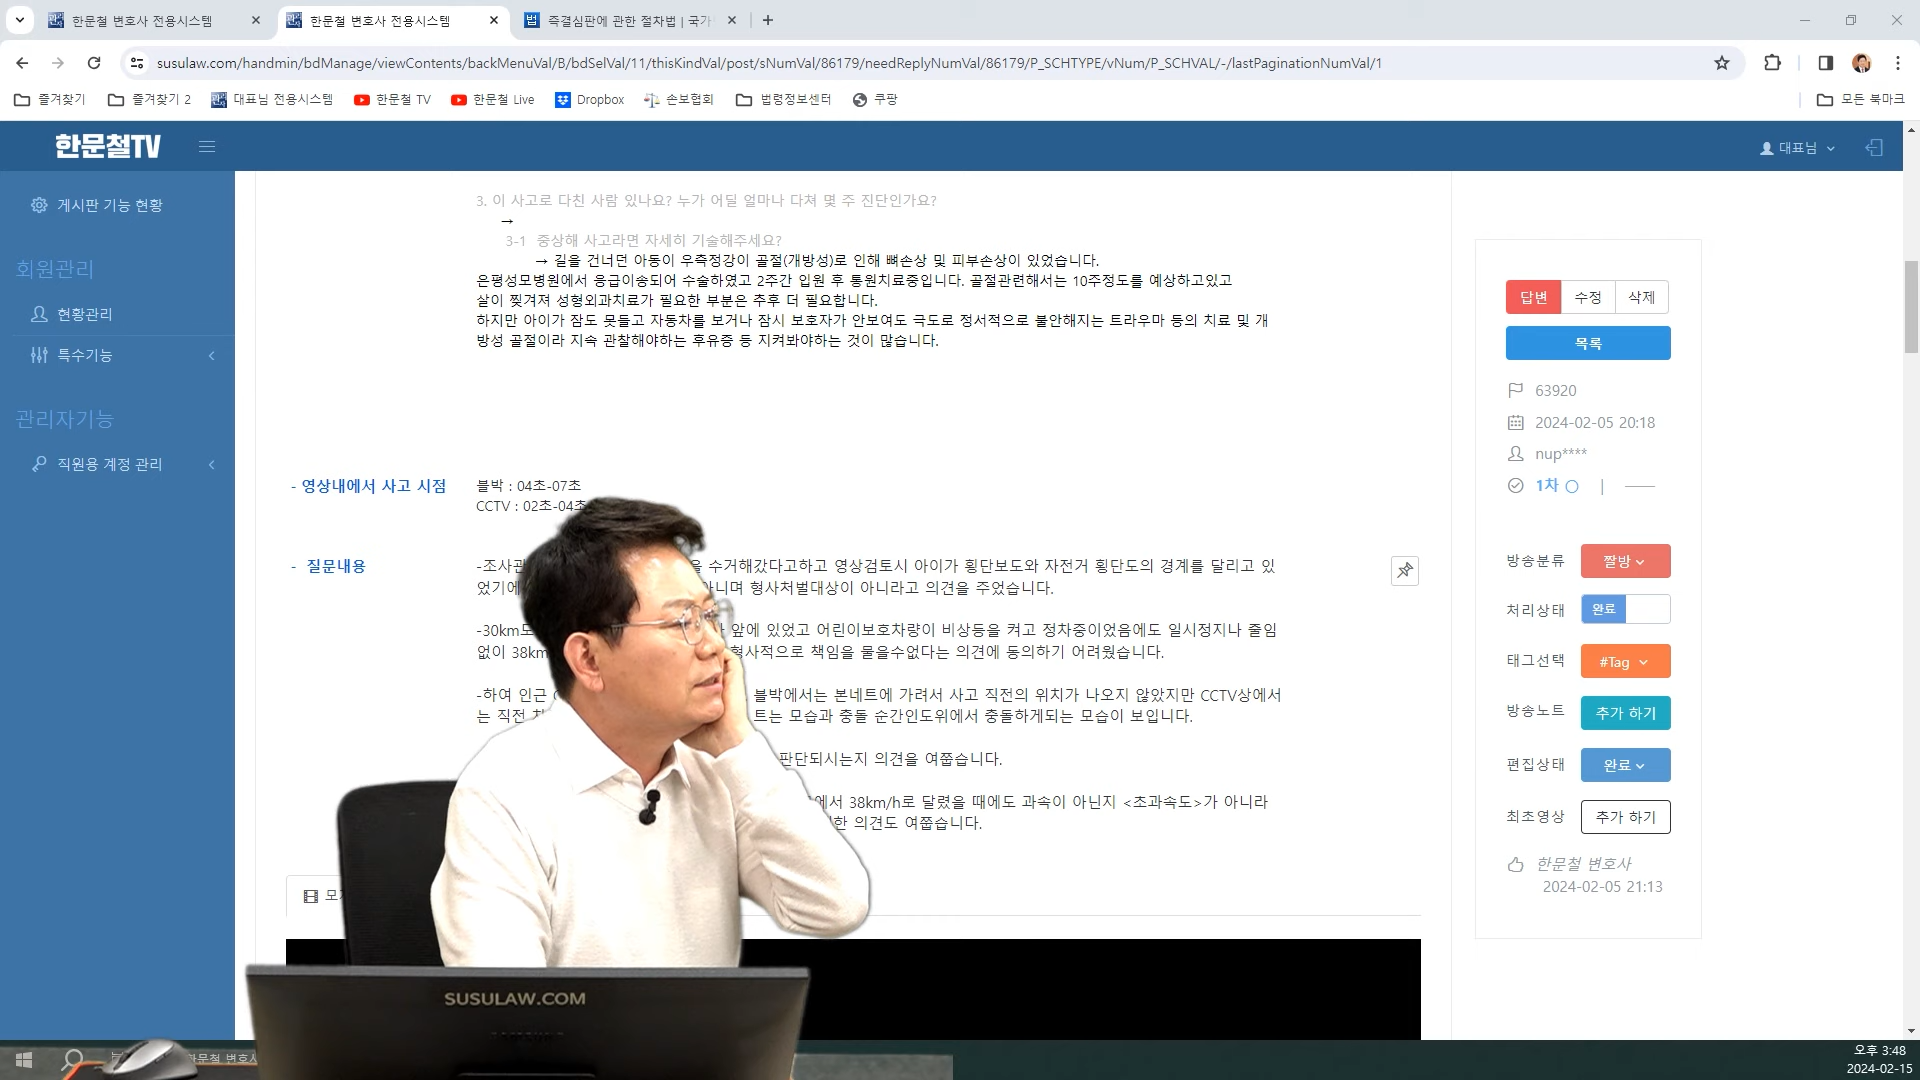 한문철 변호사 전용시스템
한문철 변호사 전용시스템
즉결심판에 관한 절차법 | 국가
susulaw.com/handmin/bdManage/viewContents/backMenuVal/B/bdSelVal/11/thisKindVal/post/sNumVal/86179/needReplyNumVal/86179/P_SCHTYPE/vNum/P_SCHVAL/-/lastPaginationNumVal/1
즐겨찾기
즐겨찾기 2
대표님 전용시스템
한문철 TV
한문철 Live
Dropbox
손보협회
법령정보센터
쿠팡
모든 북마크
한문철TV
대표님
게시판 기능 현황
회원관리
현황관리
특수기능
관리자기능
직원용 계정 관리
3. 이 사고로 다친 사람 있나요? 누가 어딜 얼마나 다쳐 몇 주 진단인가요?
→
3-1 중상해 사고라면 자세히 기술해주세요?
→ 길을 건너던 아동이 우측정강이 골절(개방성)로 인해 뼈손상 및 피부손상이 있었습니다.
은평성모병원에서 응급이송되어 수술하였고 2주간 입원 후 통원치료중입니다. 골절관련해서는 10주정도를 예상하고있고
살이 찢겨져 성형외과치료가 필요한 부분은 추후 더 필요합니다.
하지만 아이가 잠도 못들고 자동차를 보거나 잠시 보호자가 안보여도 극도로 정서적으로 불안해지는 트라우마 등의 치료 및 개
방성 골절이라 지속 관찰해야하는 후유증 등 지켜봐야하는 것이 많습니다.
- 영상내에서 사고 시점
블박 : 04초-07초
CCTV : 02초-04초
- 질문내용
-조사관 수거해갔다고하고 영상검토시 아이가 횡단보도와 자전거 횡단도의 경계를 달리고 있
었기에 아니며 형사처벌대상이 아니라고 의견을 주었습니다.
-30km도 앞에 있었고 어린이보호차량이 비상등을 켜고 정차중이었음에도 일시정지나 줄임
없이 38km 형사적으로 책임을 물을수없다는 의견에 동의하기 어려웠습니다.
-하여 인근 블박에서는 본네트에 가려서 사고 직전의 위치가 나오지 않았지만 CCTV상에서
는 직전 트는 모습과 충돌 순간인도위에서 충돌하게되는 모습이 보입니다.
판단되시는지 의견을 여쭙습니다.
에서 38km/h로 달렸을 때에도 과속이 아닌지 <초과속도>가 아니라
한 의견도 여쭙습니다.
답변
수정
삭제
목록
63920
2024-02-05 20:18
nup****
1차 ○ |
방송분류
짤방
처리상태
완료
태그선택
#Tag
방송노트
추가 하기
편집상태
완료
최초영상
추가 하기
한문철 변호사
2024-02-05 21:13
SUSULAW.COM
한문철 변호사
오후 3:48
2024-02-15